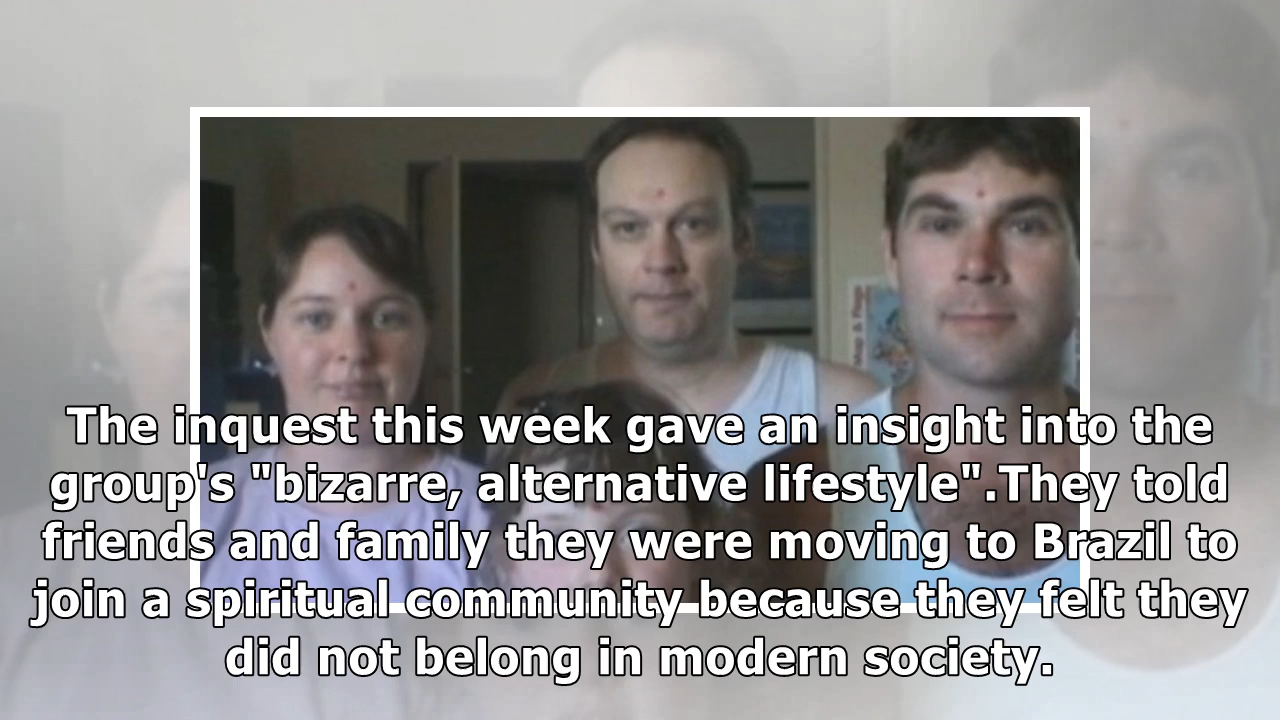 The inquest this week gave an insight into the
group's "bizarre, alternative lifestyle".They told
friends and family they were moving to Brazil to
join a spiritual community because they felt they
did not belong in modern society.